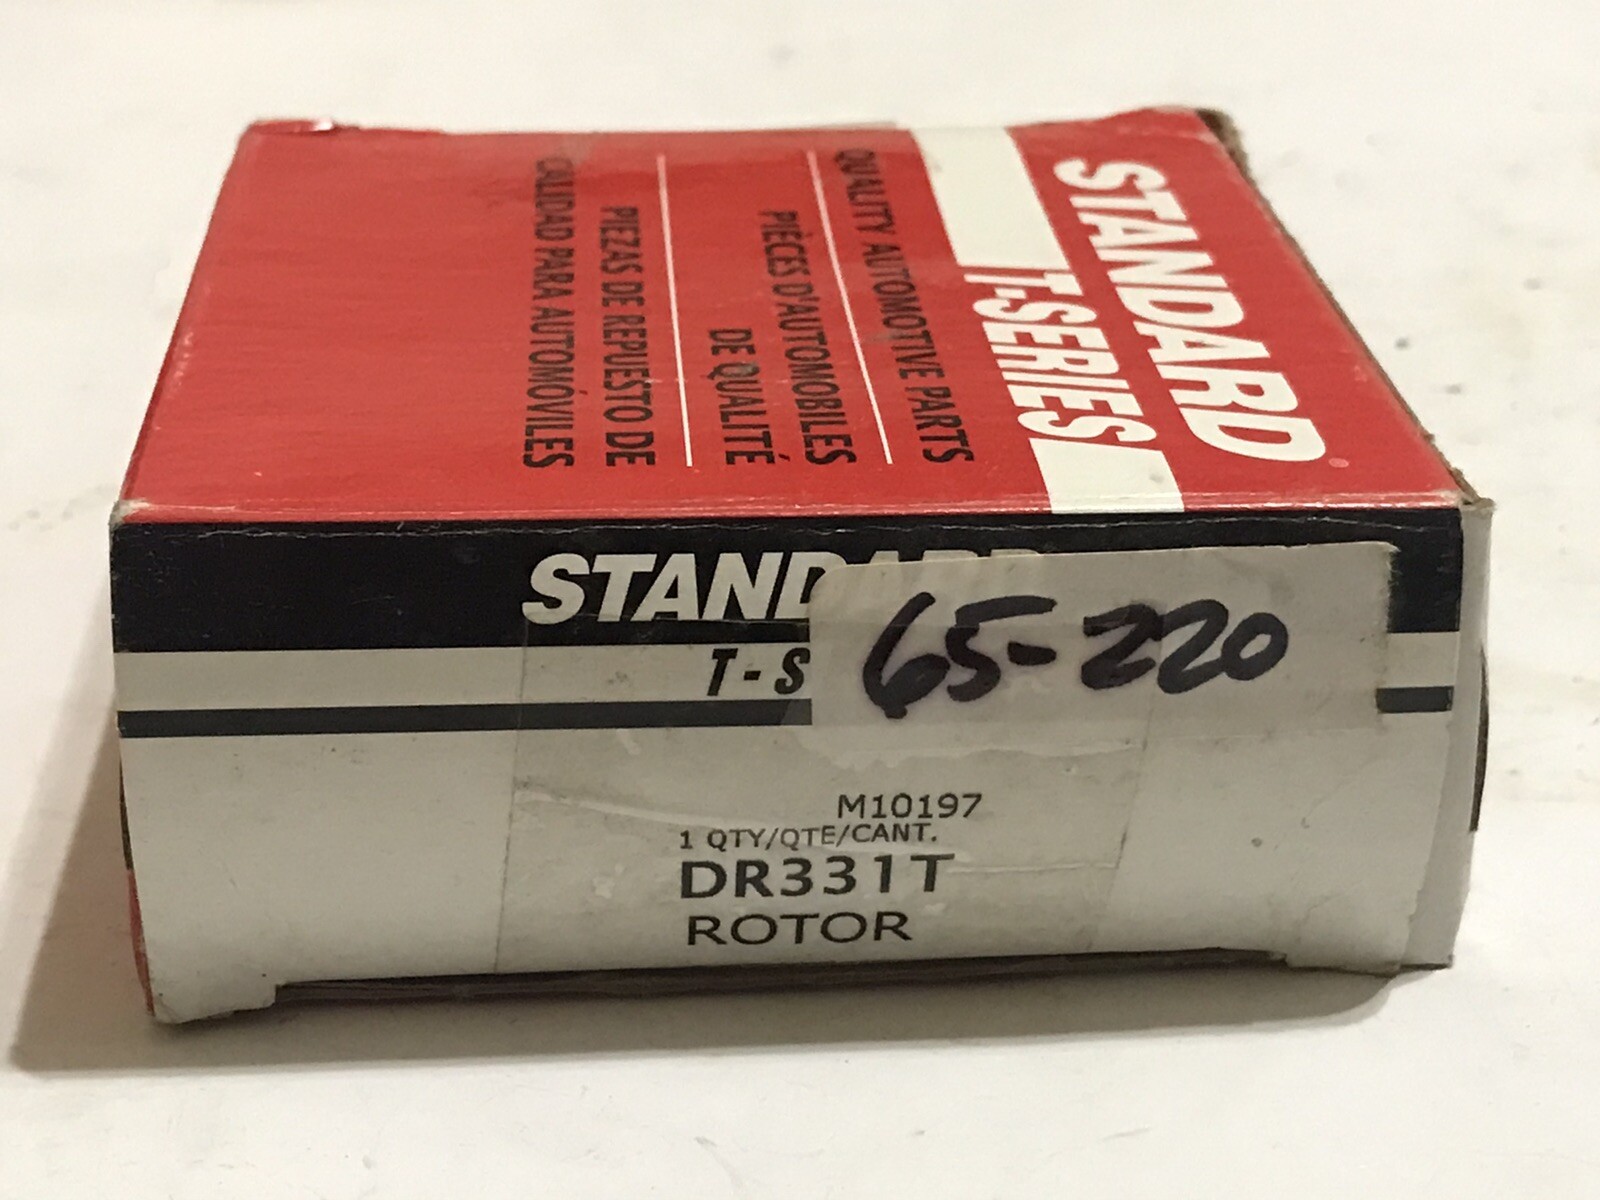 STANDARD
T-SERIES
QUALITY AUTOMOTIVE PARTS
PIÈCES D'AUTOMOBILES
DE QUALITÉ
PIEZAS DE REPUESTO DE
CALIDAD PARA AUTOMÓVILES
STANDARD
T-S
65-220
M10197
1 QTY/QTE/CANT.
DR331T
ROTOR